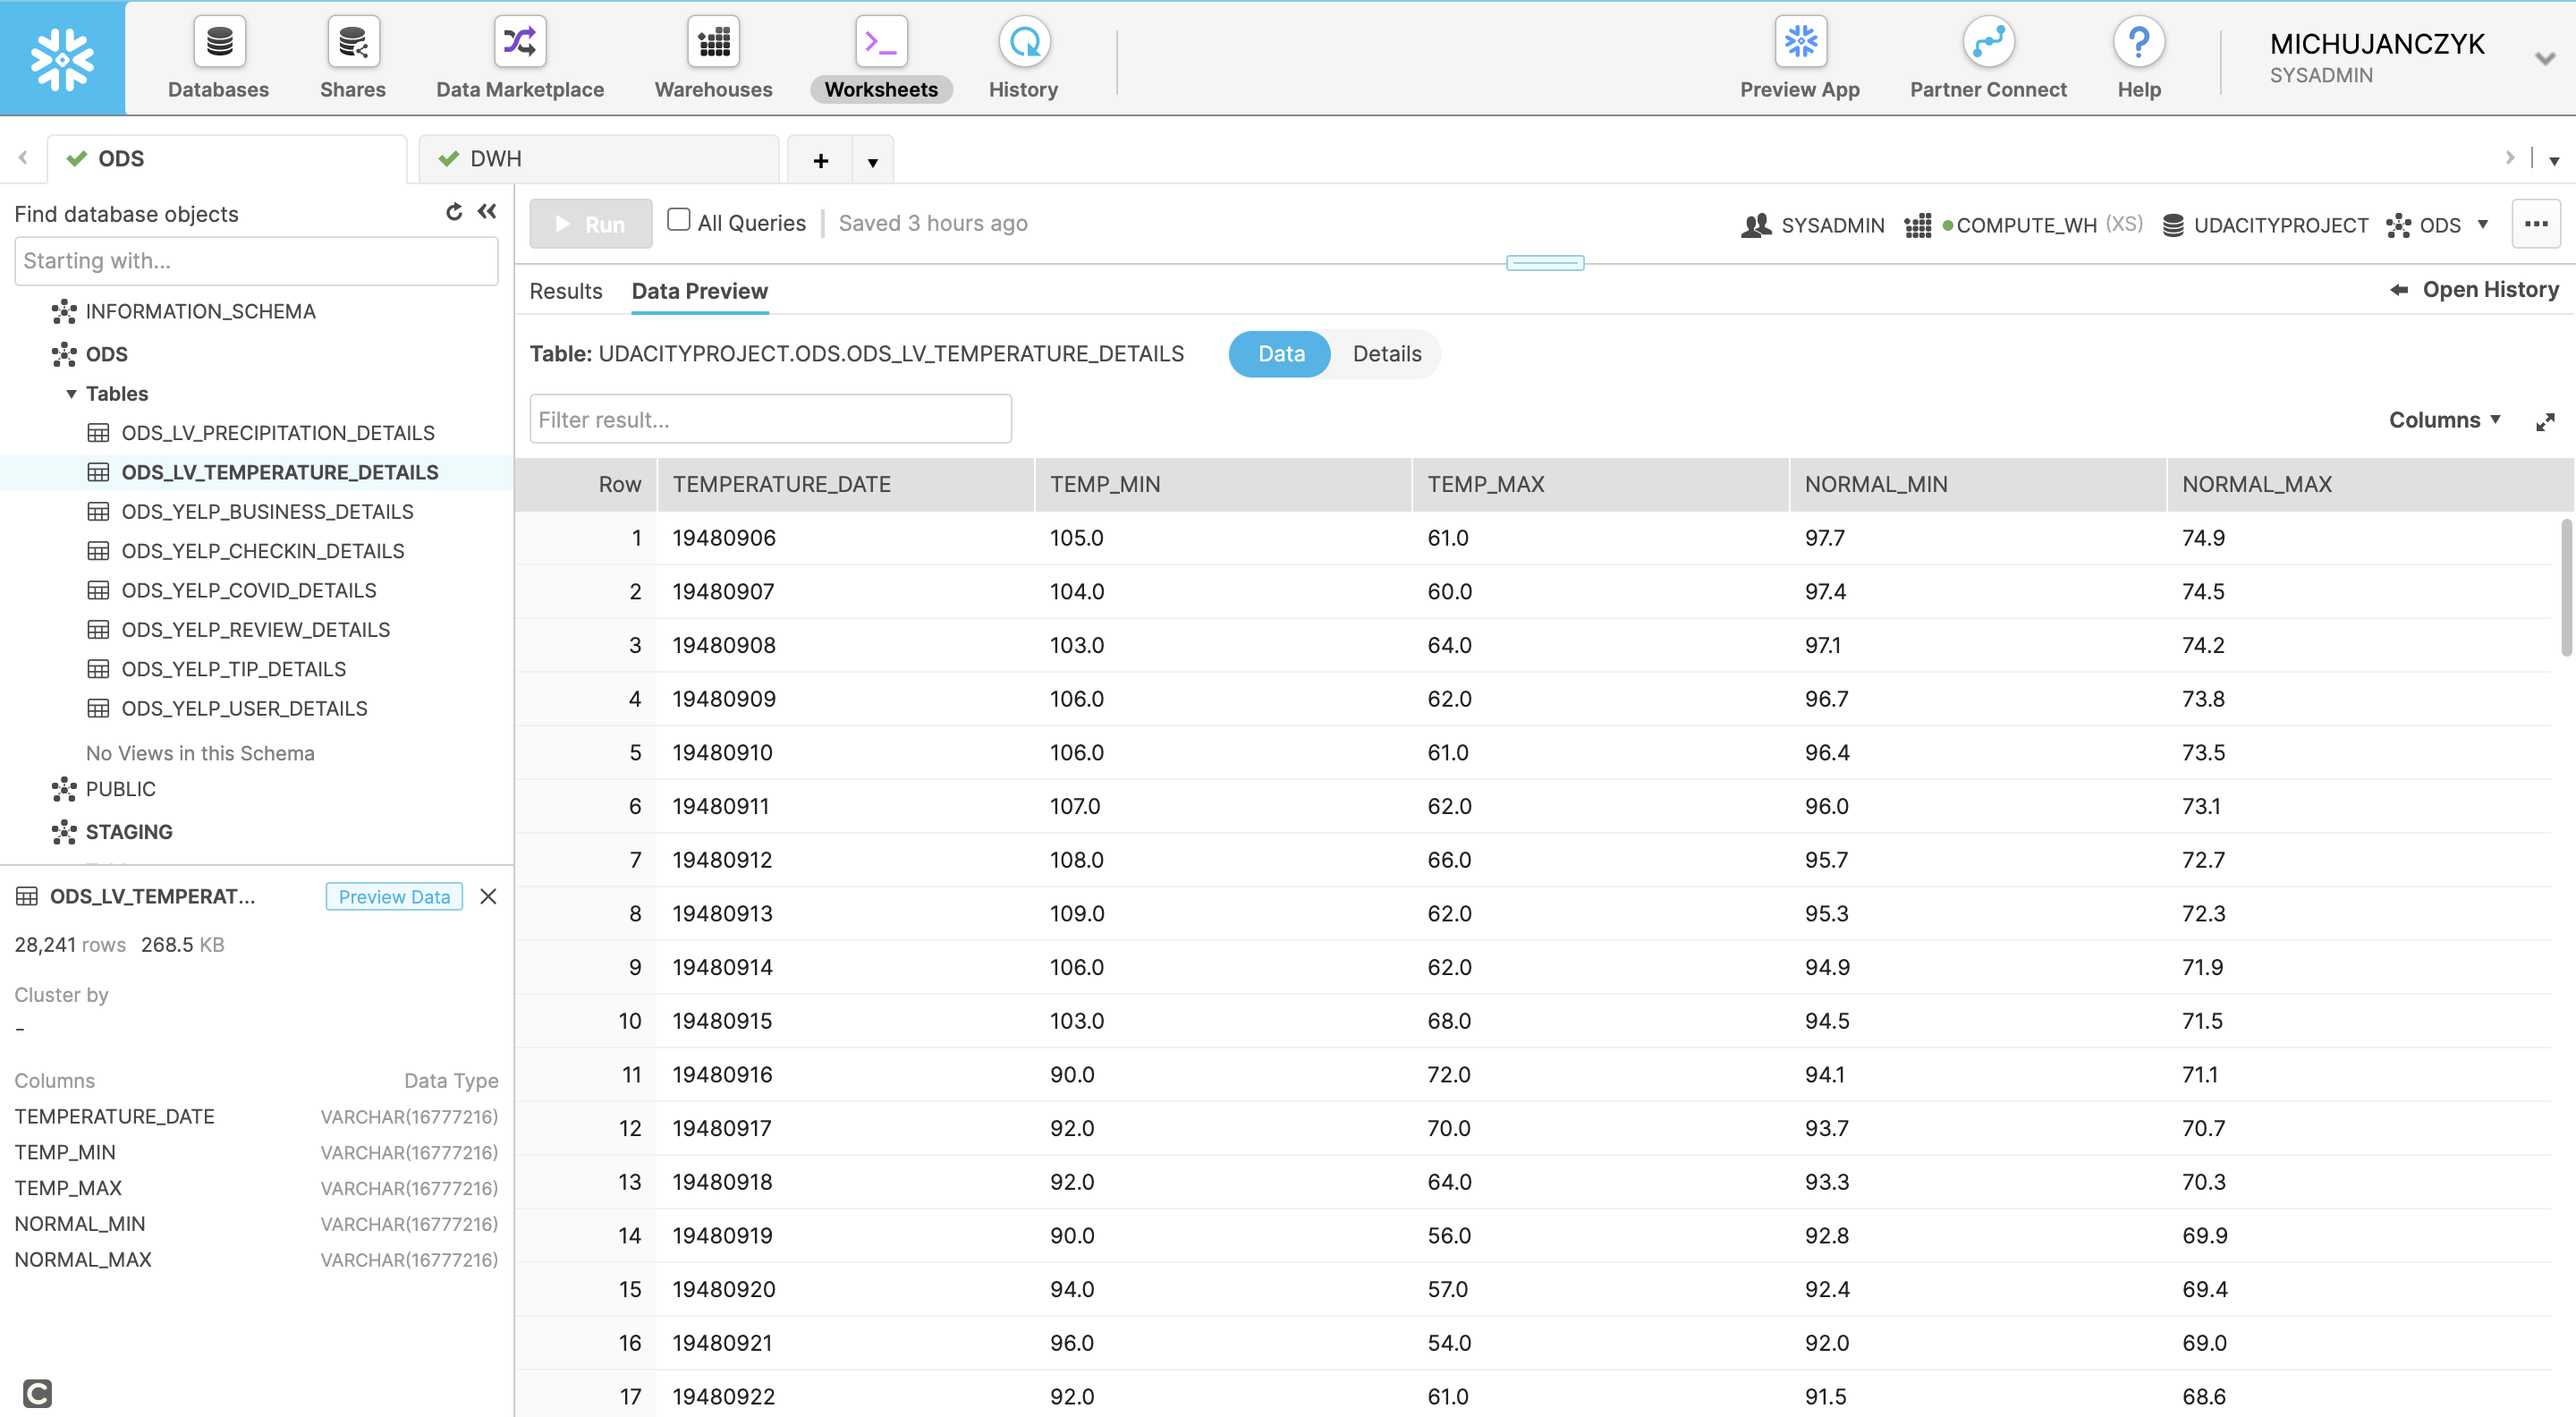 Databases Shares Data Marketplace Warehouses Worksheets History Preview App Partner Connect Help
MICHUJANCZYK
SYSADMIN
ODS DWH + ▼
Find database objects
Starting with...
INFORMATION_SCHEMA
ODS
Tables
ODS_LV_PRECIPITATION_DETAILS
ODS_LV_TEMPERATURE_DETAILS
ODS_YELP_BUSINESS_DETAILS
ODS_YELP_CHECKIN_DETAILS
ODS_YELP_COVID_DETAILS
ODS_YELP_REVIEW_DETAILS
ODS_YELP_TIP_DETAILS
ODS_YELP_USER_DETAILS
No Views in this Schema
PUBLIC
STAGING
ODS_LV_TEMPERAT... Preview Data
28,241 rows 268.5 KB
Cluster by
-
Columns Data Type
TEMPERATURE_DATE VARCHAR(16777216)
TEMP_MIN VARCHAR(16777216)
TEMP_MAX VARCHAR(16777216)
NORMAL_MIN VARCHAR(16777216)
NORMAL_MAX VARCHAR(16777216)
Run All Queries Saved 3 hours ago SYSADMIN COMPUTE_WH (XS) UDACITYPROJECT ODS ...
Results Data Preview Open History
Table: UDACITYPROJECT.ODS.ODS_LV_TEMPERATURE_DETAILS Data Details
Filter result... Columns
Row TEMPERATURE_DATE TEMP_MIN TEMP_MAX NORMAL_MIN NORMAL_MAX
1 19480906 105.0 61.0 97.7 74.9
2 19480907 104.0 60.0 97.4 74.5
3 19480908 103.0 64.0 97.1 74.2
4 19480909 106.0 62.0 96.7 73.8
5 19480910 106.0 61.0 96.4 73.5
6 19480911 107.0 62.0 96.0 73.1
7 19480912 108.0 66.0 95.7 72.7
8 19480913 109.0 62.0 95.3 72.3
9 19480914 106.0 62.0 94.9 71.9
10 19480915 103.0 68.0 94.5 71.5
11 19480916 90.0 72.0 94.1 71.1
12 19480917 92.0 70.0 93.7 70.7
13 19480918 92.0 64.0 93.3 70.3
14 19480919 90.0 56.0 92.8 69.9
15 19480920 94.0 57.0 92.4 69.4
16 19480921 96.0 54.0 92.0 69.0
17 19480922 92.0 61.0 91.5 68.6